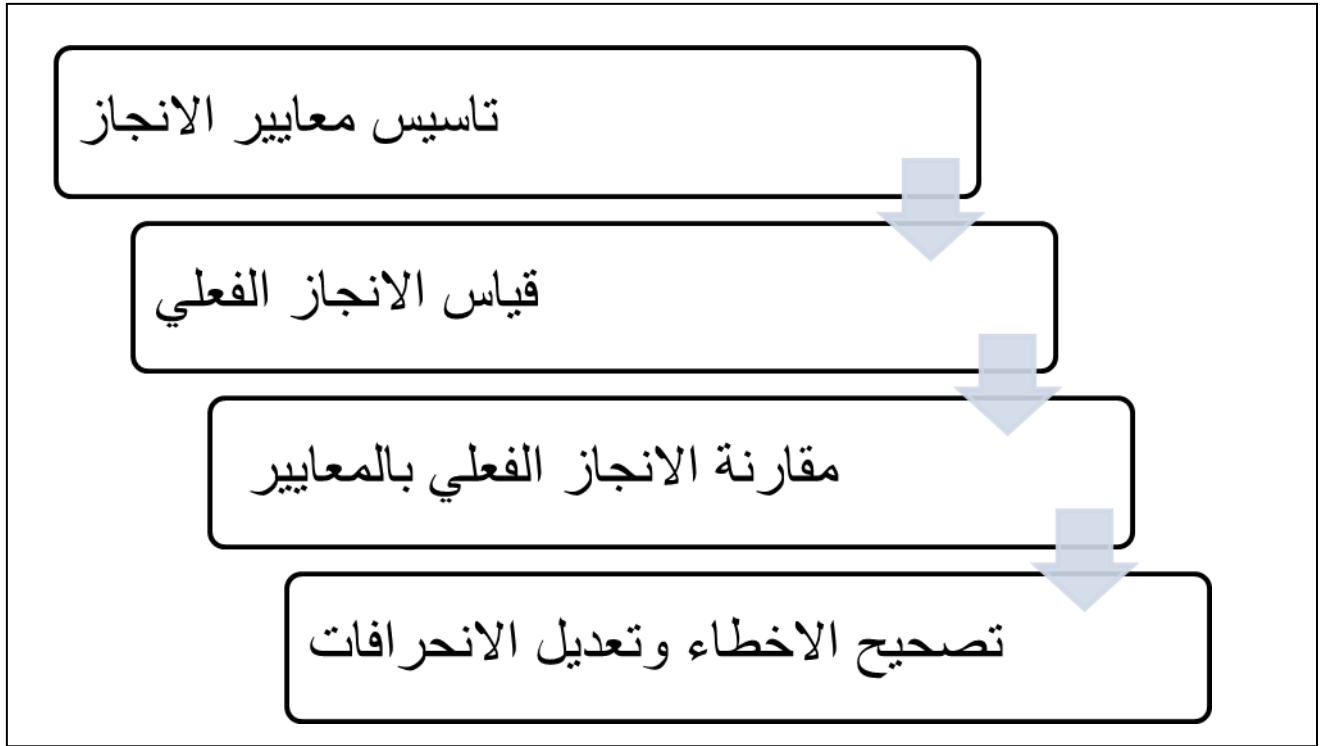 تاسيس معايير الانجاز
قياس الانجاز الفعلي
مقارنة الانجاز الفعلي بالمعايير
تصحيح الاخطاء وتعديل الانحرافات